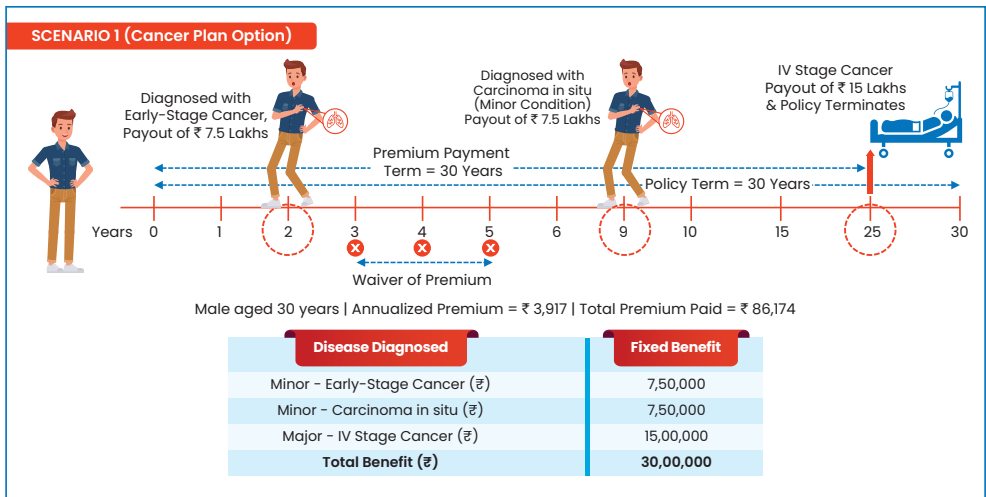 SCENARIO 1 (Cancer Plan Option)
Diagnosed with
Early-Stage Cancer,
Payout of ₹ 7.5 Lakhs
Diagnosed with
Carcinoma in situ
(Minor Condition)
Payout of ₹ 7.5 Lakhs
IV Stage Cancer
Payout of ₹ 15 Lakhs
& Policy Terminates
Premium Payment
Term = 30 Years
Policy Term = 30 Years
Years 0 1 2 3 4 5 6 9 10 15 25 30
X X X
Waiver of Premium
Male aged 30 years | Annualized Premium = ₹ 3,917 | Total Premium Paid = ₹ 86,174
Disease Diagnosed Fixed Benefit
Minor - Early-Stage Cancer (₹) 7,50,000
Minor - Carcinoma in situ (₹) 7,50,000
Major - IV Stage Cancer (₹) 15,00,000
Total Benefit (₹) 30,00,000